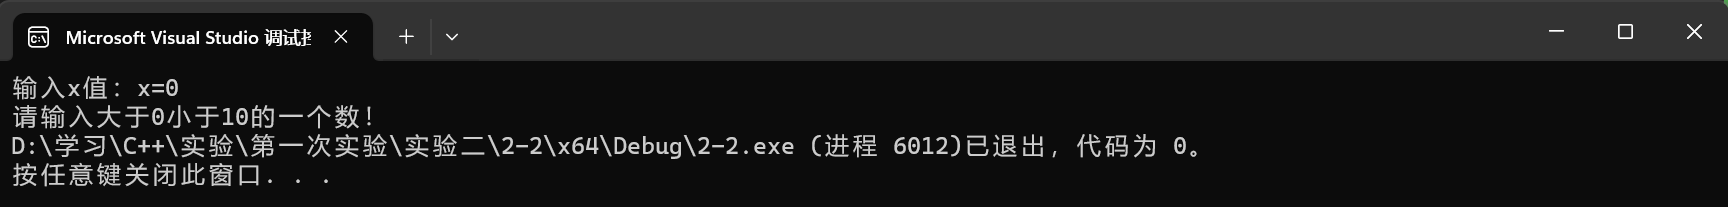 Microsoft Visual Studio 调试
输入x值：x=0
请输入大于0小于10的一个数！
D:\学习\C++\实验\第一次实验\实验二\2-2\x64\Debug\2-2.exe (进程 6012)已退出，代码为 0。
按任意键关闭此窗口. . .